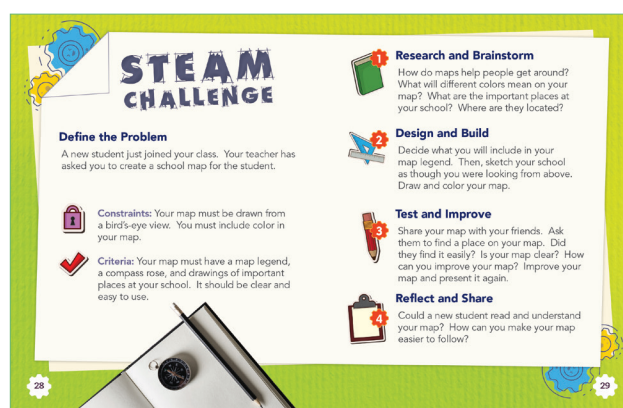 STEAM
CHALLENGE
Define the Problem
A new student just joined your class. Your teacher has
asked you to create a school map for the student.
Constraints: Your map must be drawn from
a bird's-eye view. You must include color in
your map.
Criteria: Your map must have a map legend,
a compass rose, and drawings of important
places at your school. It should be clear and
easy to use.
28
1
Research and Brainstorm
How do maps help people get around?
What will different colors mean on your
map? What are the important places at
your school? Where are they located?
2
Design and Build
Decide what you will include in your
map legend. Then, sketch your school
as though you were looking from above.
Draw and color your map.
3
Test and Improve
Share your map with your friends. Ask
them to find a place on your map. Did
they find it easily? Is your map clear? How
can you improve your map? Improve your
map and present it again.
4
Reflect and Share
Could a new student read and understand
your map? How can you make your map
easier to follow?
29